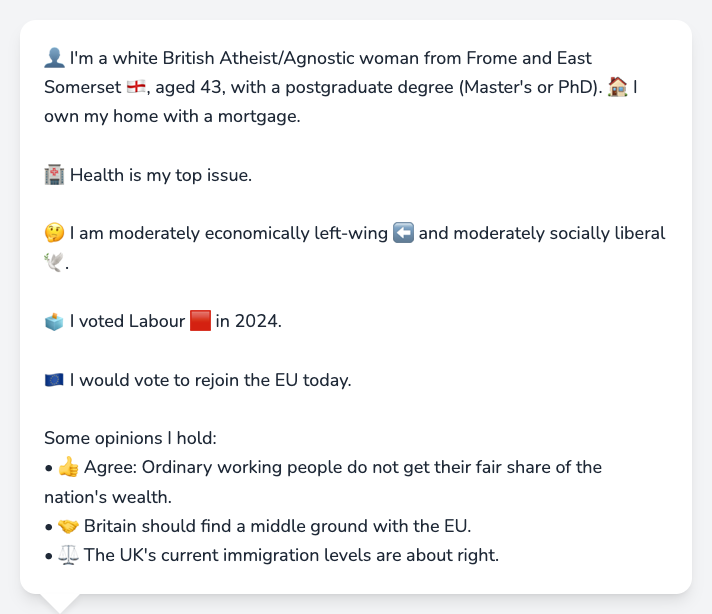 👤 I'm a white British Atheist/Agnostic woman from Frome and East
Somerset 🏴󠁧󠁢󠁥󠁮󠁧󠁿, aged 43, with a postgraduate degree (Master's or PhD). 🏠 I
own my home with a mortgage.
🏥 Health is my top issue.
🤔 I am moderately economically left-wing ⬅️ and moderately socially liberal
🕊️.
🗳️ I voted Labour 🟥 in 2024.
🇪🇺 I would vote to rejoin the EU today.
Some opinions I hold:
• 👍 Agree: Ordinary working people do not get their fair share of the
nation's wealth.
• 🤝 Britain should find a middle ground with the EU.
• ⚖️ The UK's current immigration levels are about right.